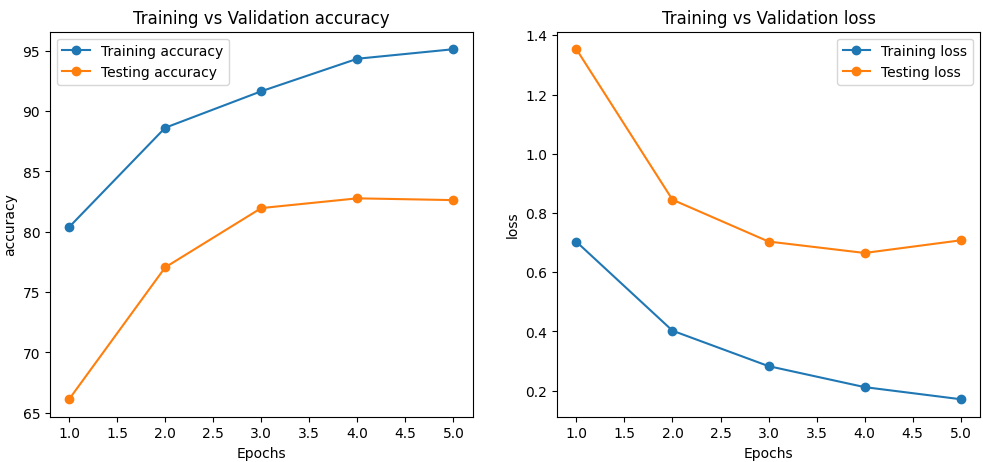 Training vs Validation accuracy
Training accuracy
Testing accuracy
95
90
85
80
75
70
65
accuracy
1.0 1.5 2.0 2.5 3.0 3.5 4.0 4.5 5.0
Epochs
Training vs Validation loss
Training loss
Testing loss
1.4
1.2
1.0
0.8
0.6
0.4
0.2
loss
1.0 1.5 2.0 2.5 3.0 3.5 4.0 4.5 5.0
Epochs